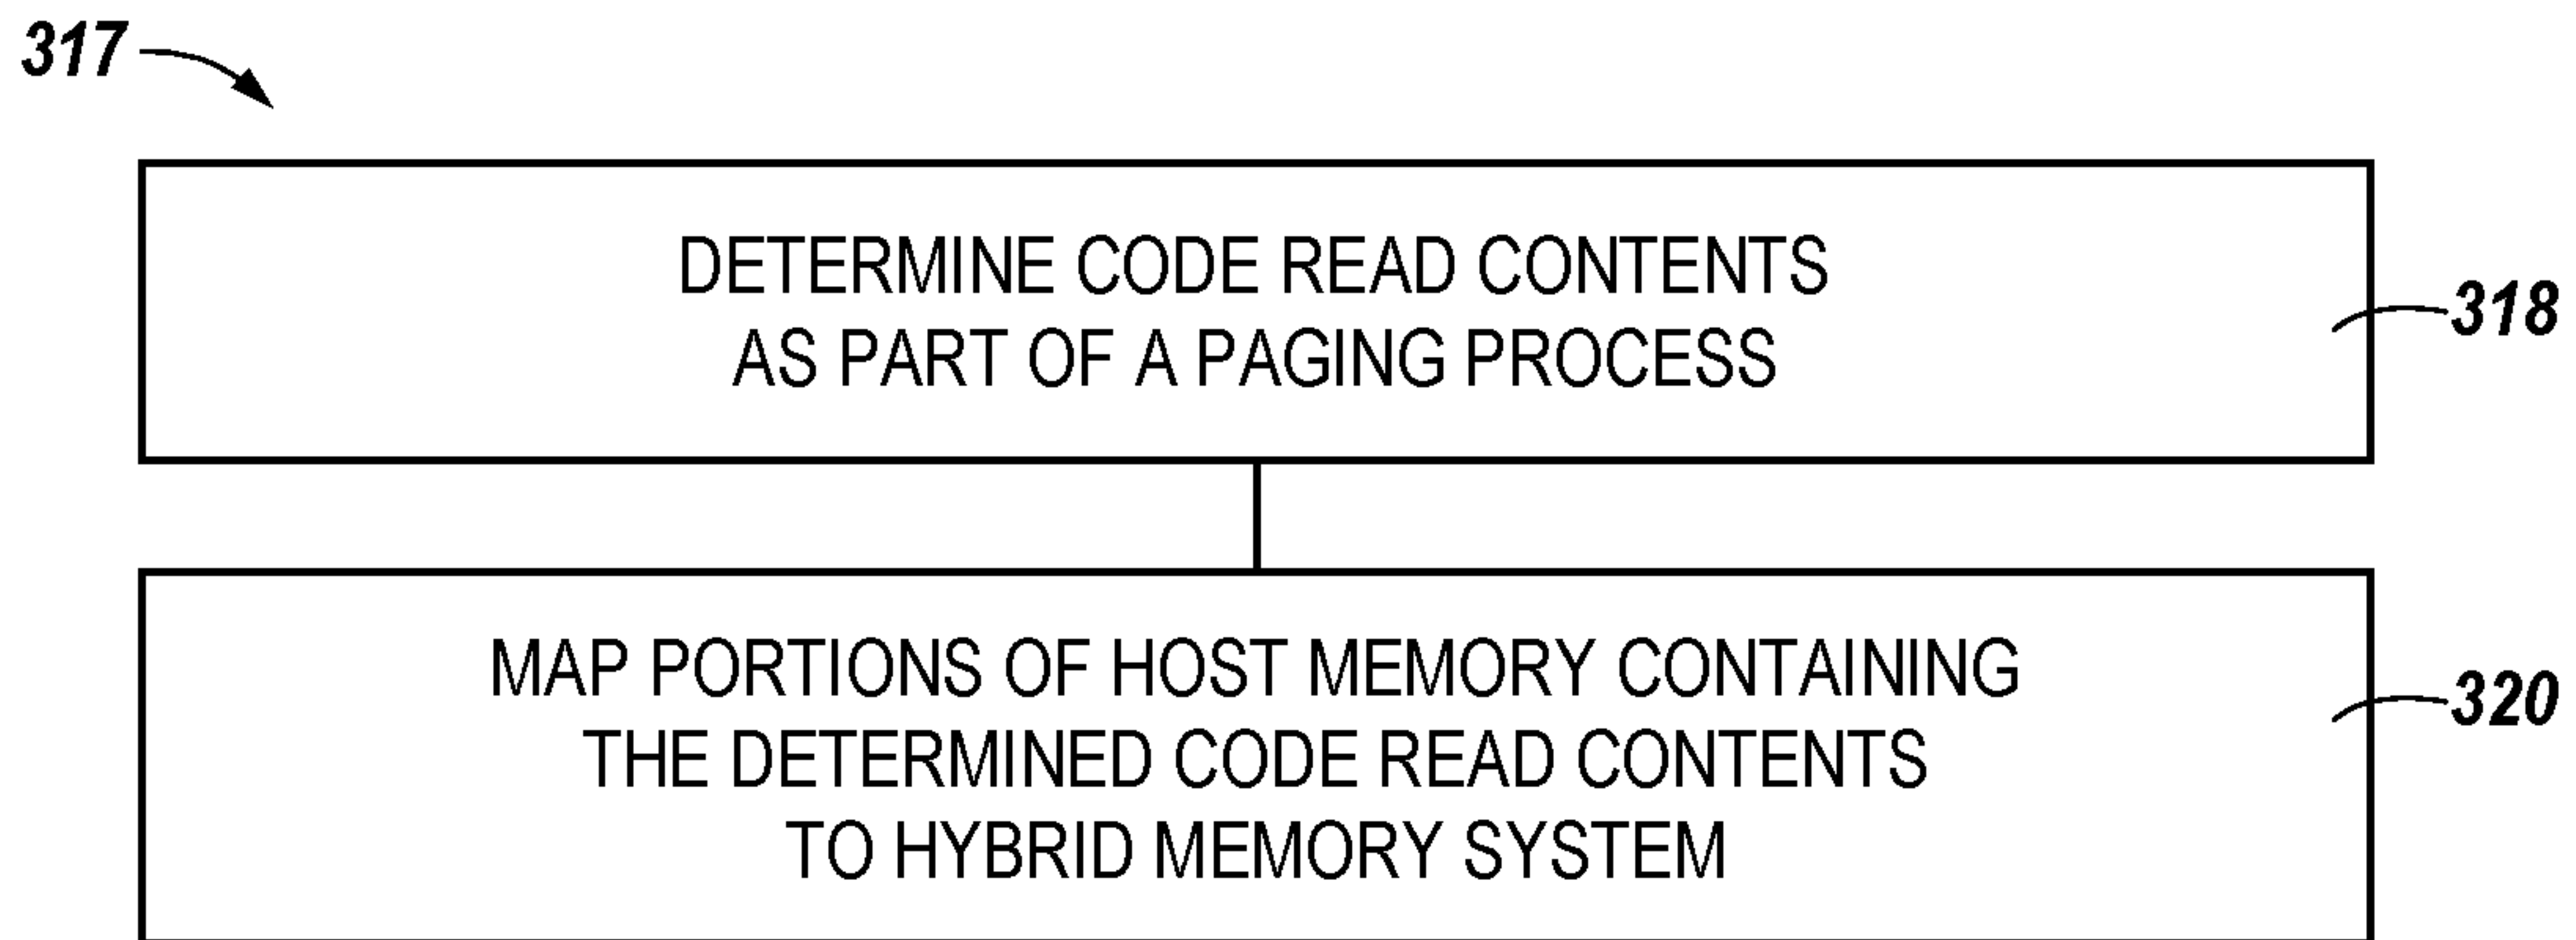 317
DETERMINE CODE READ CONTENTS
AS PART OF A PAGING PROCESS
318
MAP PORTIONS OF HOST MEMORY CONTAINING
THE DETERMINED CODE READ CONTENTS
TO HYBRID MEMORY SYSTEM
320